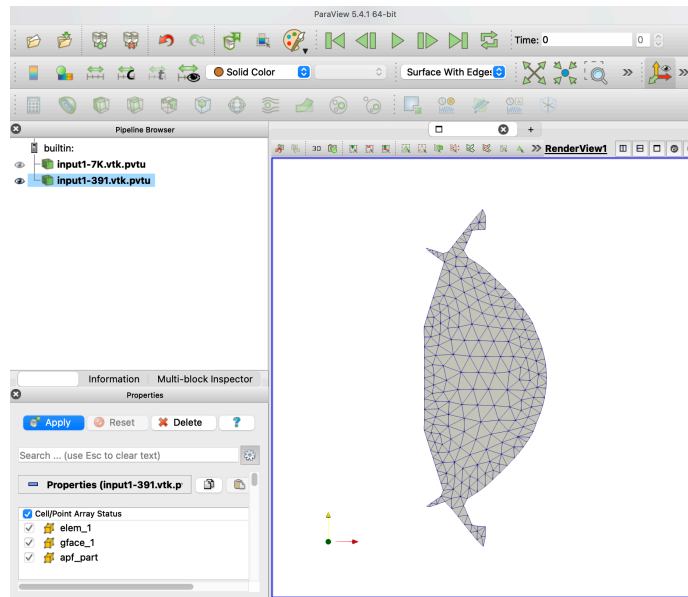 ParaView 5.4.1 64-bit
Time: 0 0
Solid Color Surface With Edges
Pipeline Browser
+
builtin:
input1-7K.vtk.pvtu
input1-391.vtk.pvtu
3D RenderView1
Information Multi-block Inspector
Properties
Apply Reset Delete ?
Search ... (use Esc to clear text)
Properties (input1-391.vtk.p
Cell/Point Array Status
elem_1
gface_1
apf_part